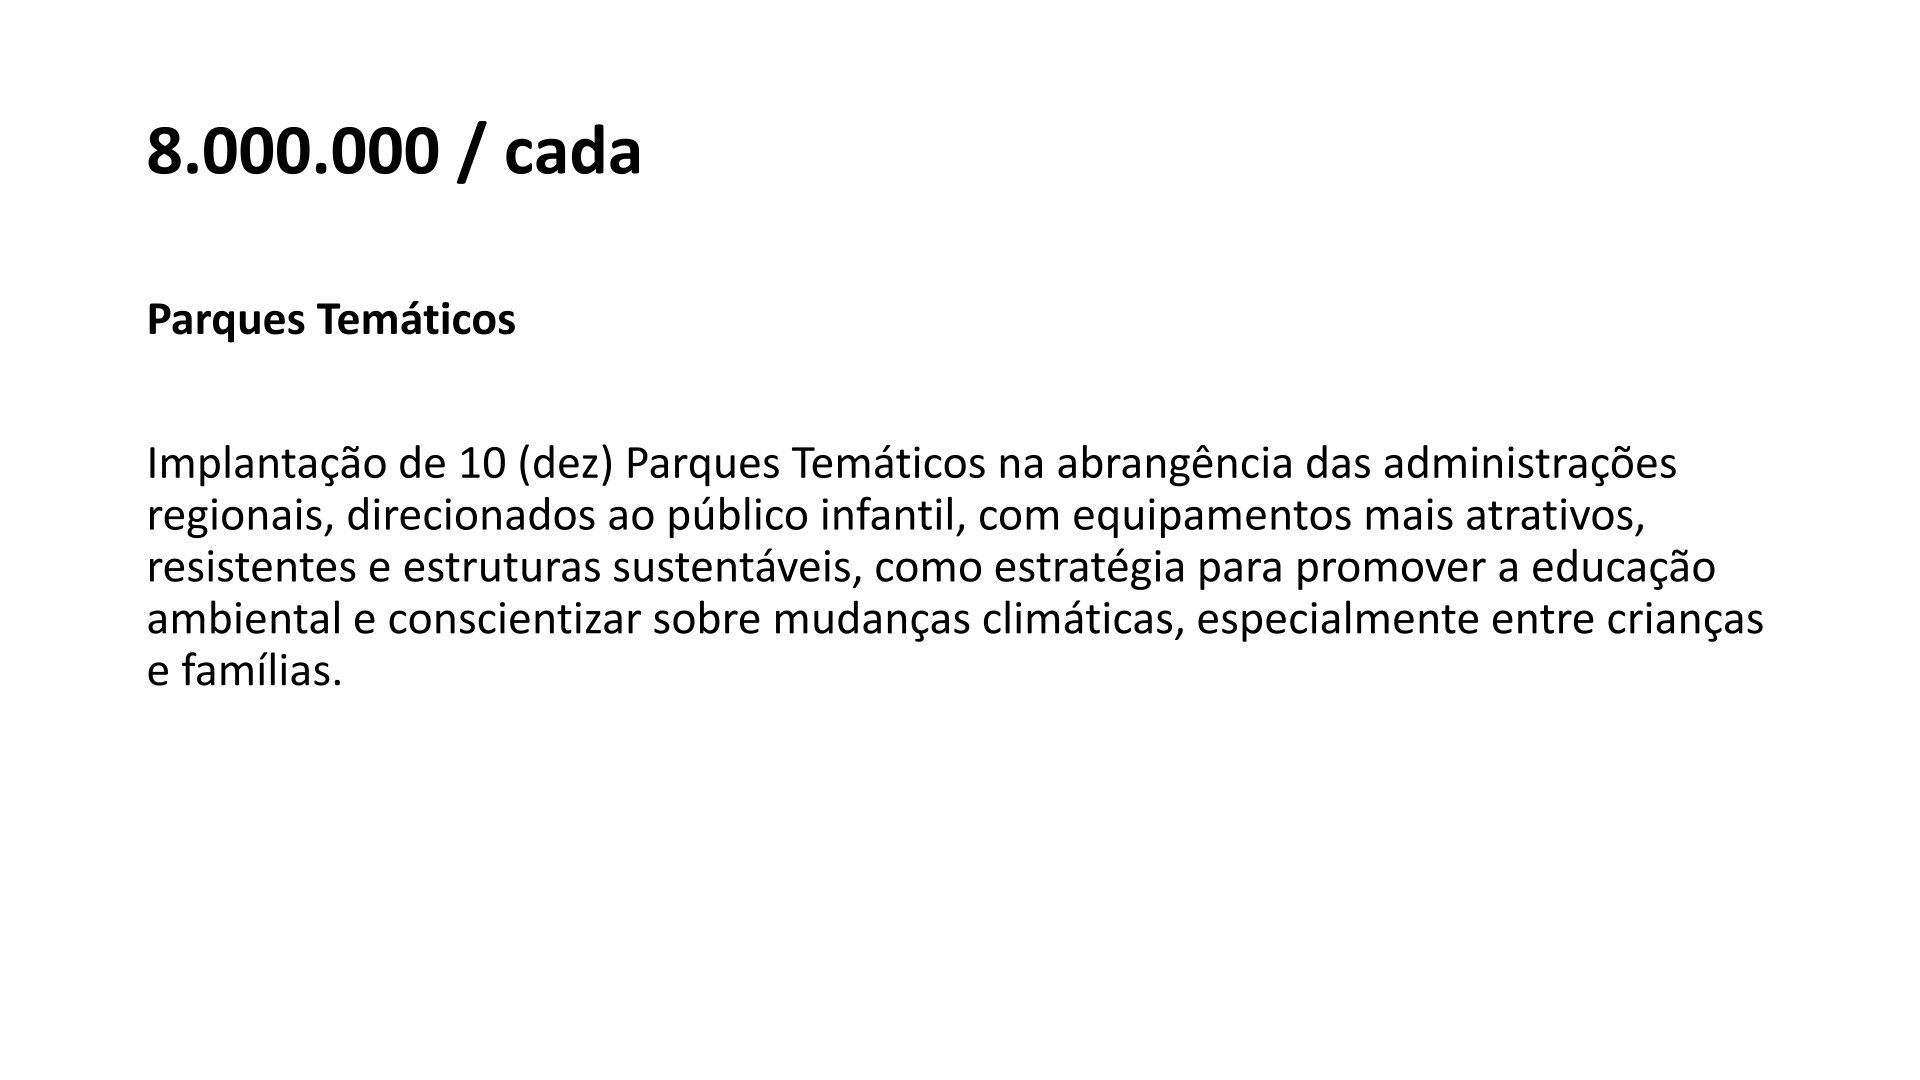 8.000.000 / cada
Parques Temáticos
Implantação de 10 (dez) Parques Temáticos na abrangência das administrações
regionais, direcionados ao público infantil, com equipamentos mais atrativos,
resistentes e estruturas sustentáveis, como estratégia para promover a educação
ambiental e conscientizar sobre mudanças climáticas, especialmente entre crianças
e famílias.